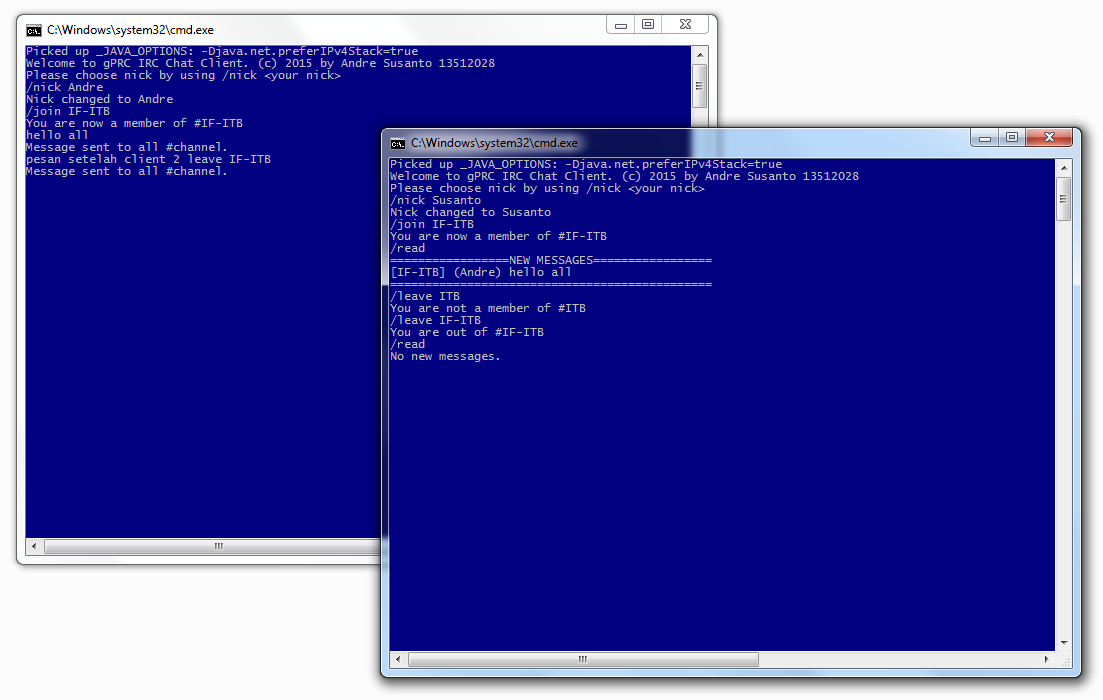 C:\Windows\system32\cmd.exe
Picked up _JAVA_OPTIONS: -Djava.net.preferIPv4Stack=true
Welcome to gPRC IRC Chat Client. (c) 2015 by Andre Susanto 13512028
Please choose nick by using /nick <your nick>
/nick Andre
Nick changed to Andre
/join IF-ITB
You are now a member of #IF-ITB
hello all
Message sent to all #channel.
pesan setelah client 2 leave IF-ITB
Message sent to all #channel.
C:\Windows\system32\cmd.exe
Picked up _JAVA_OPTIONS: -Djava.net.preferIPv4Stack=true
Welcome to gPRC IRC Chat Client. (c) 2015 by Andre Susanto 13512028
Please choose nick by using /nick <your nick>
/nick Susanto
Nick changed to Susanto
/join IF-ITB
You are now a member of #IF-ITB
/read
=================NEW MESSAGES=================
[IF-ITB] (Andre) hello all
==============================================
/leave ITB
You are not a member of #ITB
/leave IF-ITB
You are out of #IF-ITB
/read
No new messages.